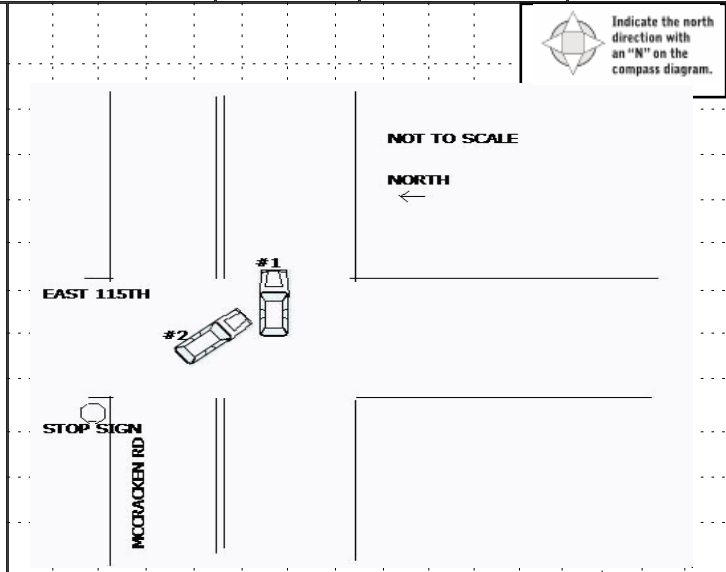 Indicate the north
direction with
an “N” on the
compass diagram.
NOT TO SCALE
NORTH
#1
EAST 115TH
#2
STOP SIGN
MCCRACKEN RD